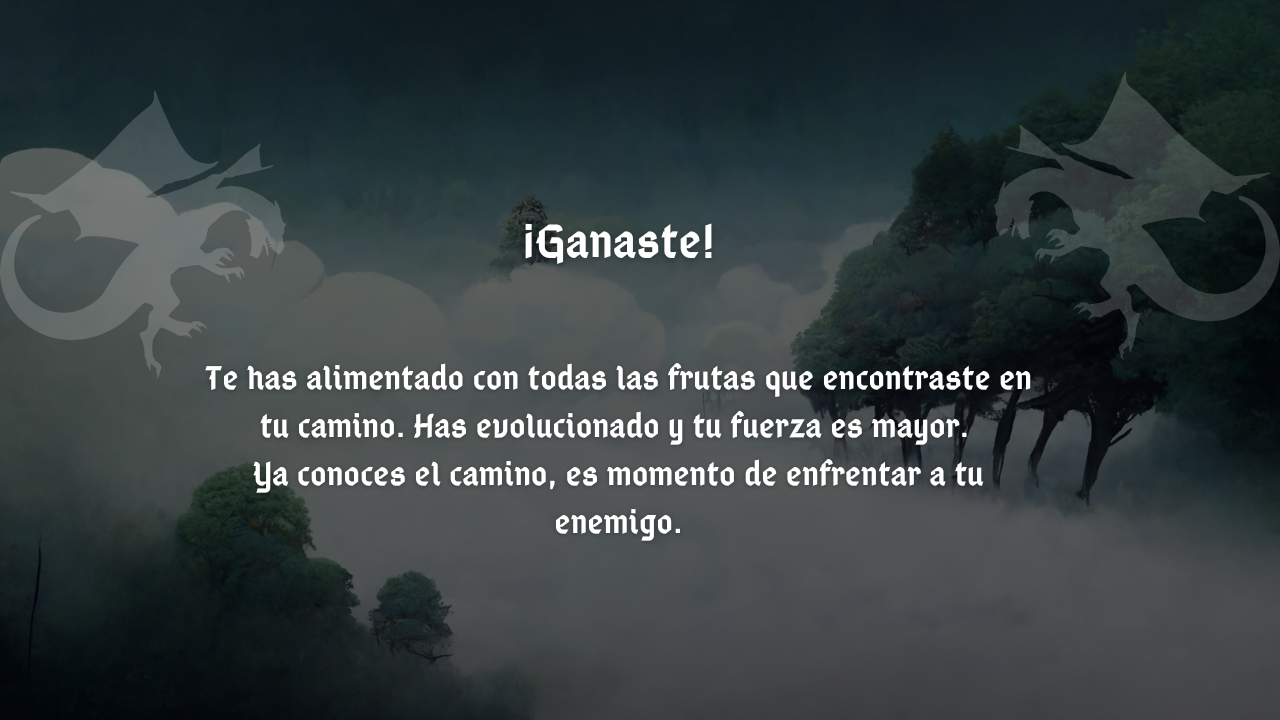 ¡Ganaste!
Te has alimentado con todas las frutas que encontraste en
tu camino. Has evolucionado y tu fuerza es mayor.
Ya conoces el camino, es momento de enfrentar a tu
enemigo.